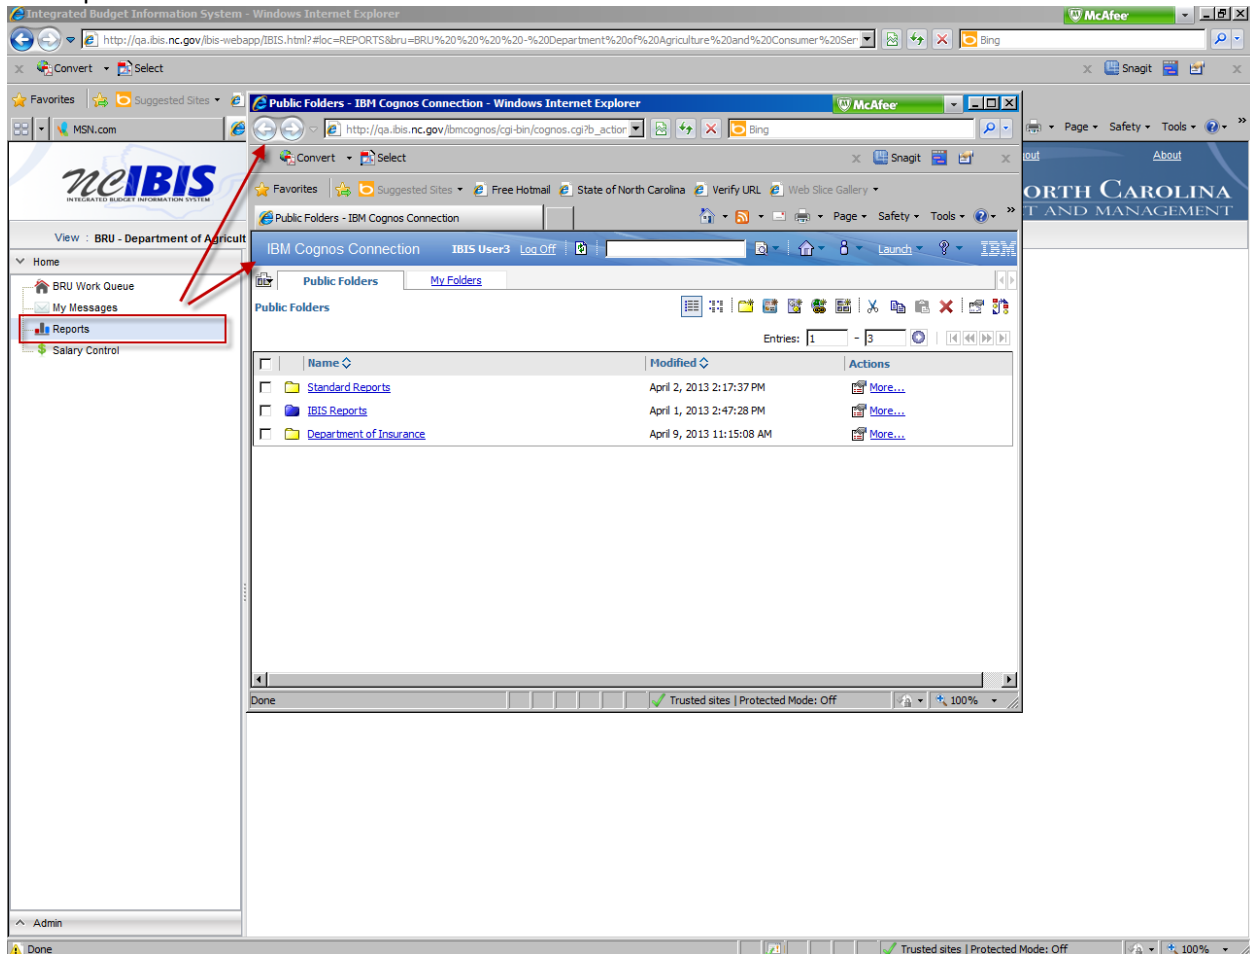 Integrated Budget Information System - Windows Internet Explorer
McAfee
http://qa.ibis.nc.gov/ibis-webapp/IBIS.html?#loc=REPORTS&bru=BRU%20%20%20%20-%20Department%20of%20Agriculture%20and%20Consumer%20Ser
Bing
x Convert Select
x Snagit x
Favorites Suggested Sites
MSN.com
Page Safety Tools »
Public Folders - IBM Cognos Connection - Windows Internet Explorer
McAfee
http://qa.ibis.nc.gov/ibmcognos/cgi-bin/cognos.cgi?b_action
Bing
Convert Select
x Snagit x
Favorites Suggested Sites Free Hotmail State of North Carolina Verify URL Web Slice Gallery
Public Folders - IBM Cognos Connection
Page Safety Tools »
IBM Cognos Connection IBIS User3 Log Off
Launch IBM
Public Folders My Folders
Public Folders
Entries: 1 - 3
Name Modified Actions
Standard Reports April 2, 2013 2:17:37 PM More...
IBIS Reports April 1, 2013 2:47:28 PM More...
Department of Insurance April 9, 2013 11:15:08 AM More...
Done
Trusted sites | Protected Mode: Off
100%
ncIBIS
INTEGRATED BUDGET INFORMATION SYSTEM
out About
ORTH CAROLINA
T AND MANAGEMENT
View : BRU - Department of Agricult
Home
BRU Work Queue
My Messages
Reports
$ Salary Control
Admin
Done
Trusted sites | Protected Mode: Off
100%